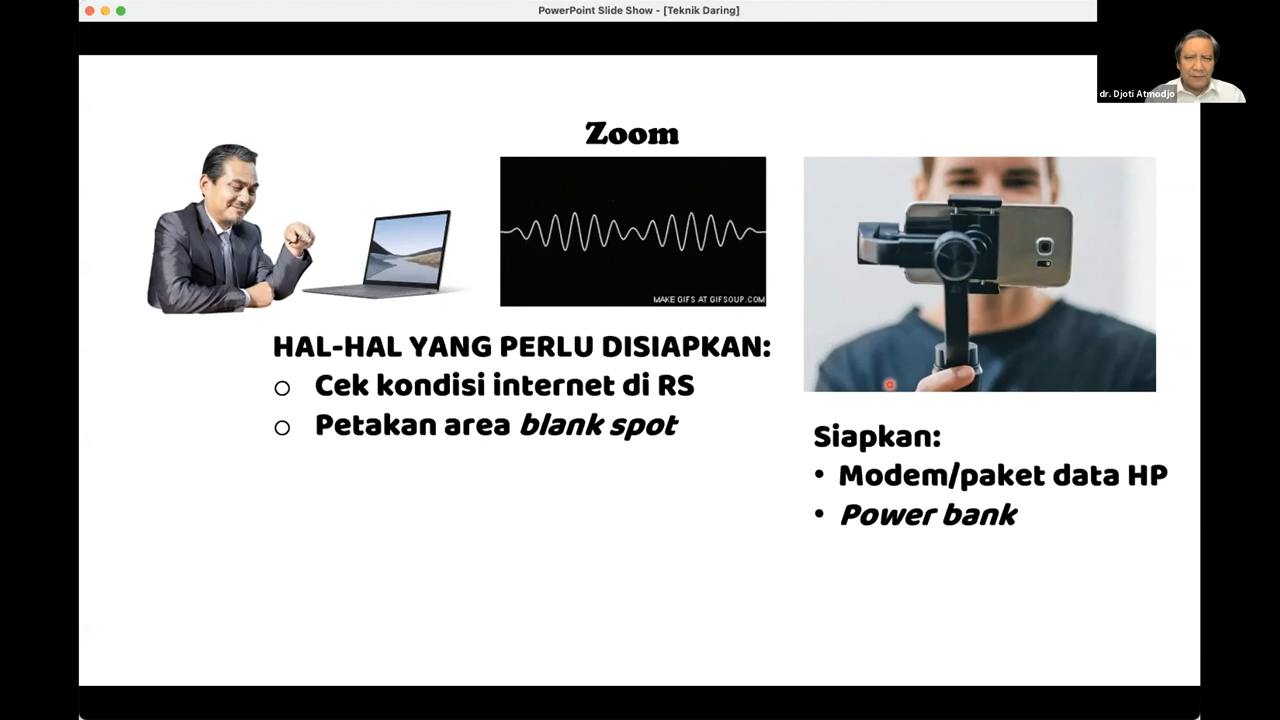 PowerPoint Slide Show - [Teknik Daring]
dr. Djoti Atmodjo
Zoom
MAKE GIFS AT GIFSOUP.COM
HAL-HAL YANG PERLU DISIAPKAN:
o Cek kondisi internet di RS
o Petakan area blank spot
Siapkan:
• Modem/paket data HP
• Power bank